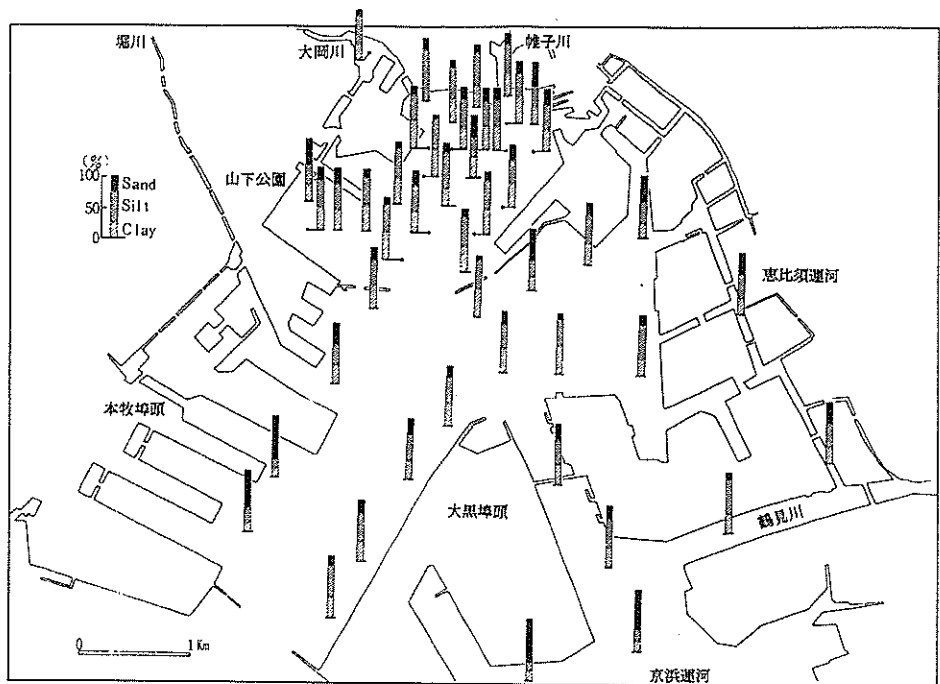 堀川
大岡川
帷子川
(%)
100
Sand
山下公園
50
Silt
0
Clay
恵比須運河
本牧埠頭
大黒埠頭
鶴見川
0
1 Km
京浜運河